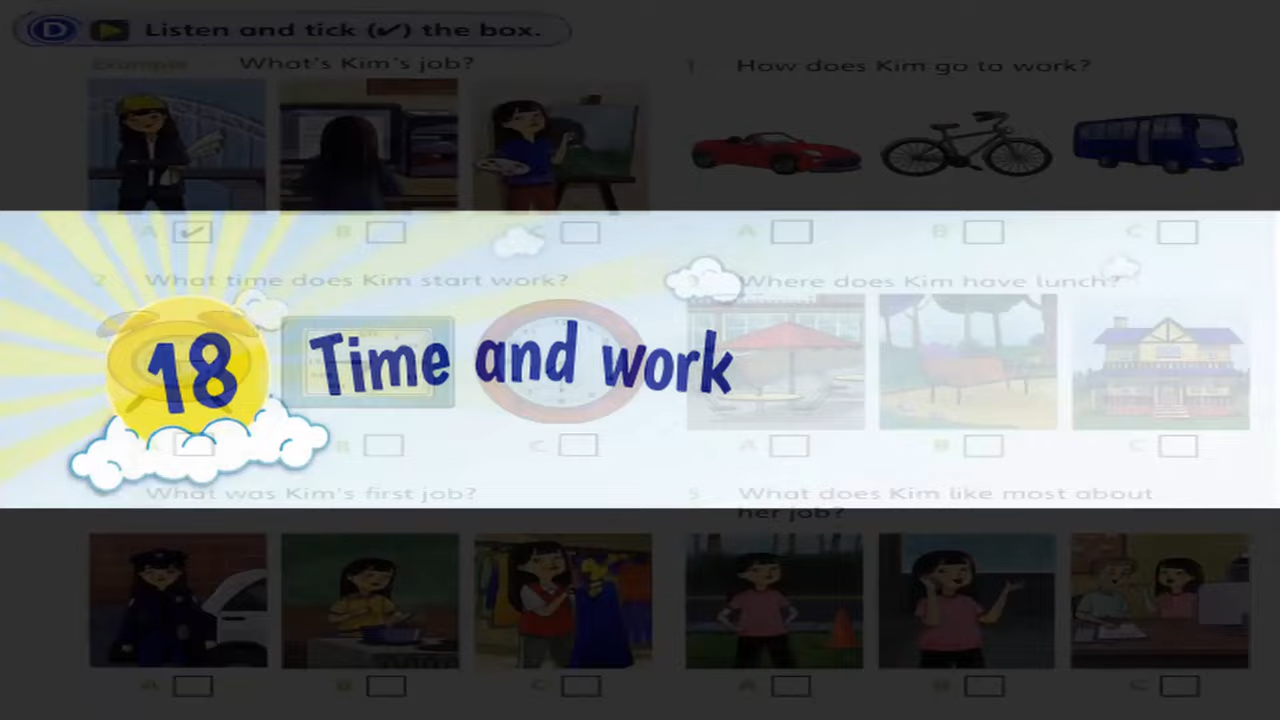 D Listen and tick (✔) the box.
Example What's Kim's job?
1 How does Kim go to work?
A ✔ B C
A B C
2 What time does Kim start work?
Where does Kim have lunch?
18 Time and work
B C
A B C
What was Kim's first job?
5 What does Kim like most about
her job?
A B C
A B C